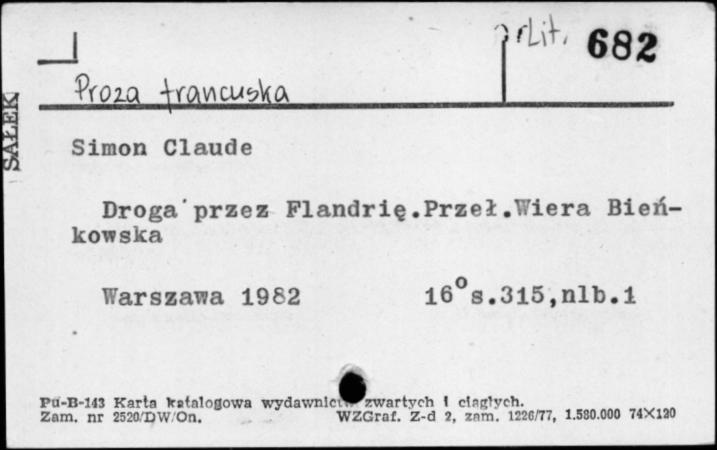 Lit. 682
Proza francuska
SAŁEK
Simon Claude
Droga przez Flandrię.Przeł.Wiera Bień-
kowska
Warszawa 1982 16°s.315,nlb.1
Pu-B-143 Karta katalogowa wydawnictw zwartych i ciągłych.
Zam. nr 2520/DW/On. WZGraf. Z-d 2, zam. 1226/77, 1.580.000 74×120